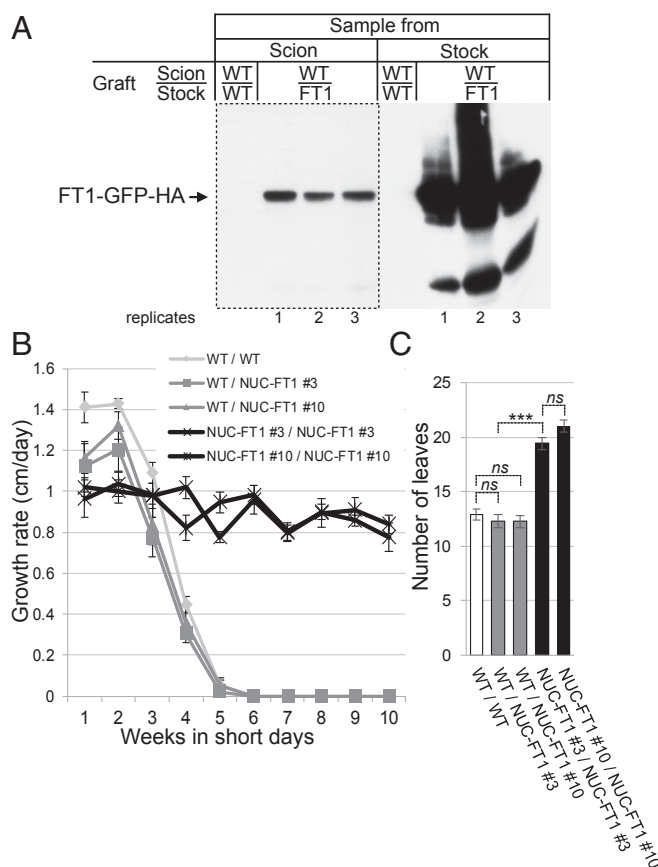 A
Sample from
Scion Stock
Graft Scion WT WT WT WT
Stock WT FT1 WT FT1
FT1-GFP-HA
replicates 1 2 3 1 2 3
B
WT / WT
WT / NUC-FT1 #3
WT / NUC-FT1 #10
NUC-FT1 #3 / NUC-FT1 #3
NUC-FT1 #10 / NUC-FT1 #10
Growth rate (cm/day)
1.6
1.4
1.2
1
0.8
0.6
0.4
0.2
0
1 2 3 4 5 6 7 8 9 10
Weeks in short days
C
Number of leaves
25
20
15
10
5
0
ns
ns
***
ns
WT / WT
WT / NUC-FT1 #3
WT / NUC-FT1 #10
NUC-FT1 #3 / NUC-FT1 #3
NUC-FT1 #10 / NUC-FT1 #10